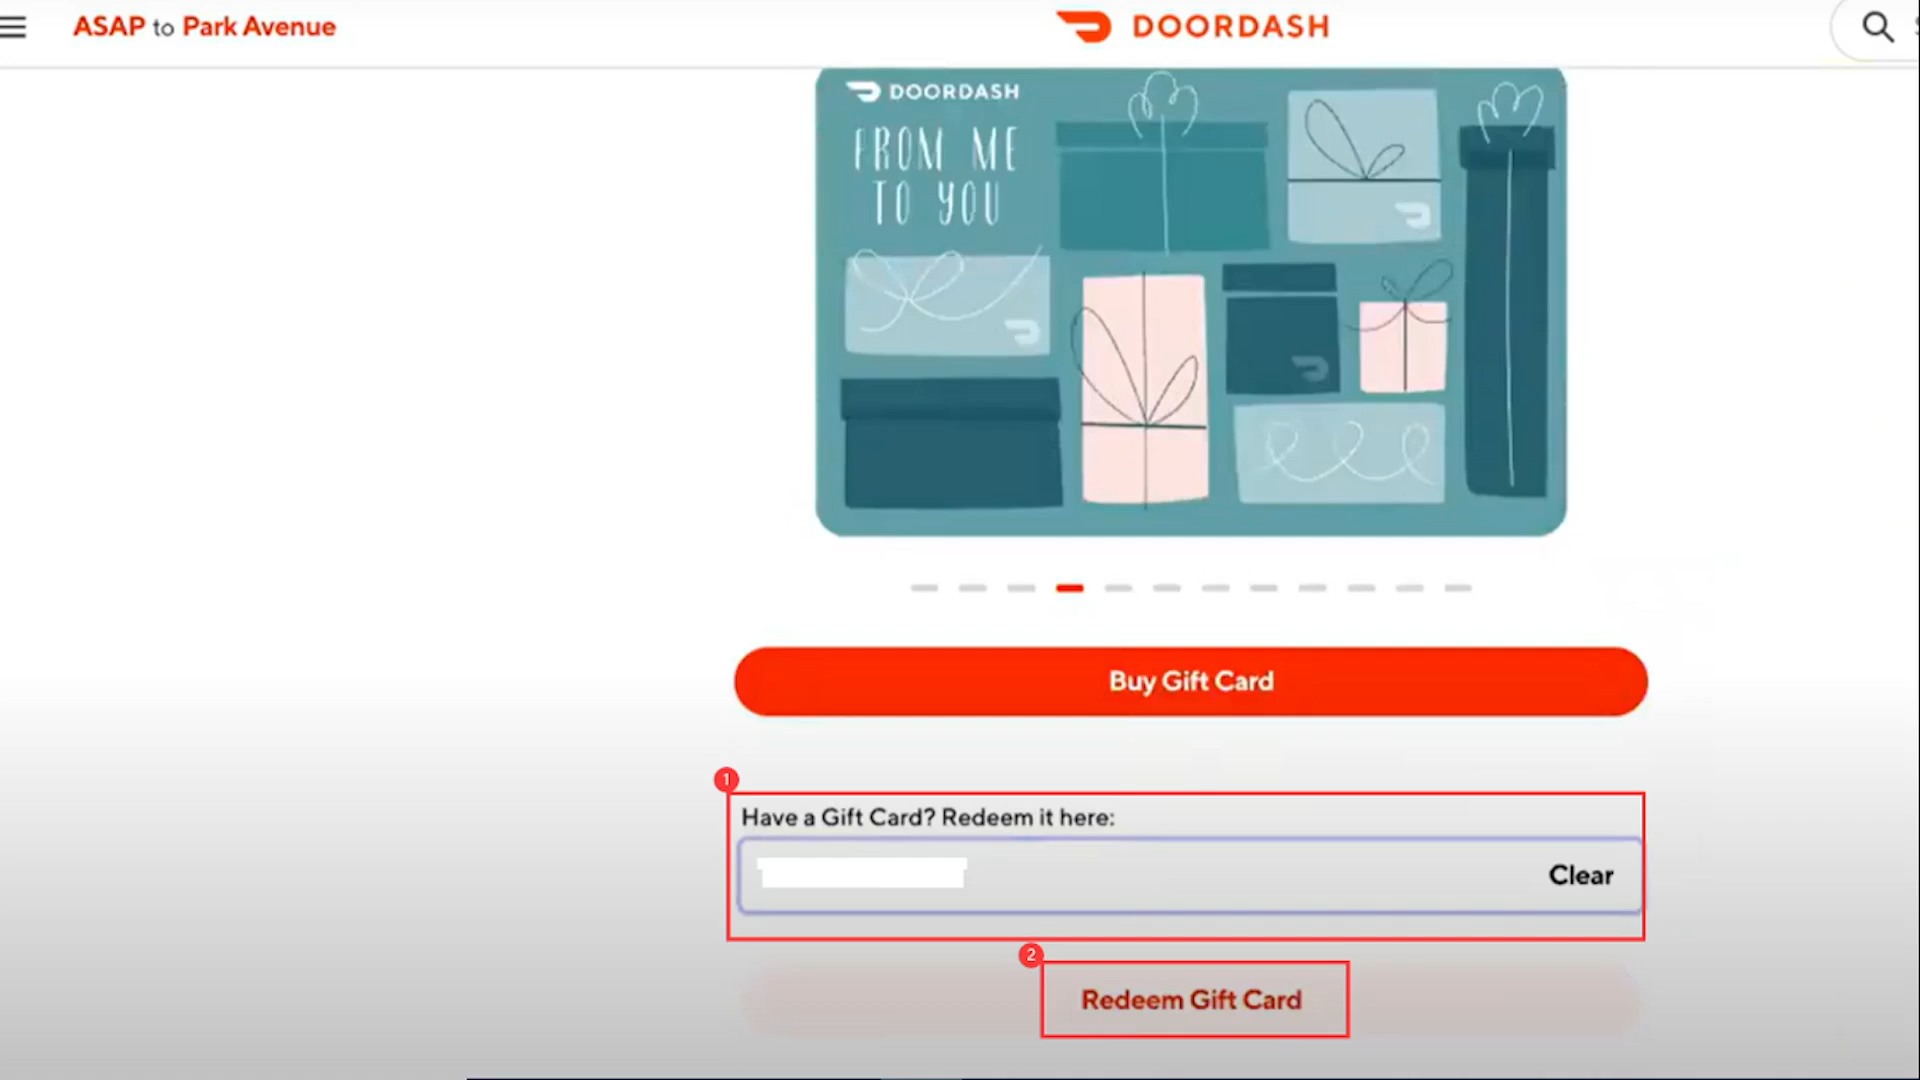 ASAP to Park Avenue
DOORDASH
DOORDASH
FROM ME
TO YOU
Buy Gift Card
1
Have a Gift Card? Redeem it here:
Clear
2
Redeem Gift Card